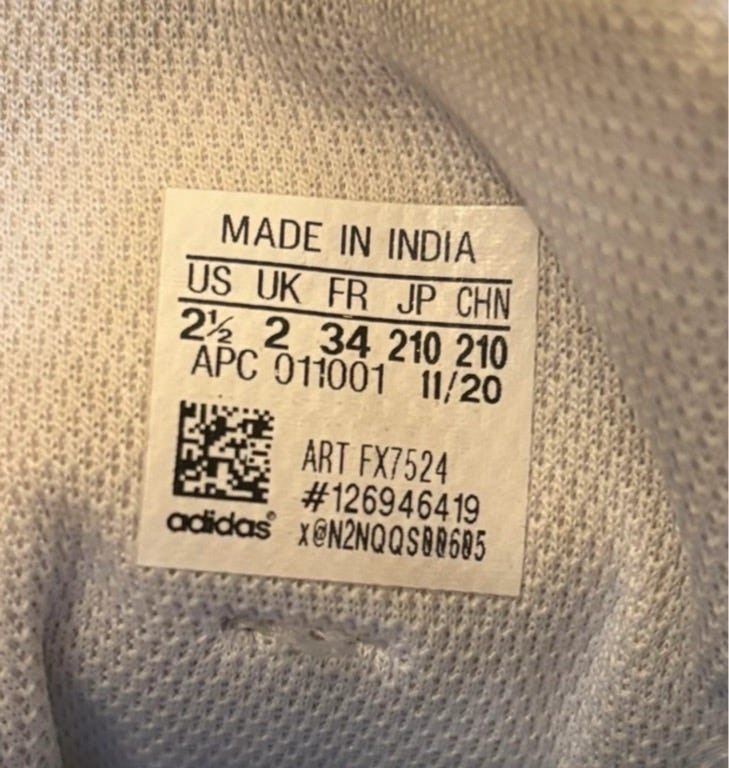 MADE IN INDIA
US UK FR JP CHN
2½ 2 34 210 210
APC 011001 11/20
ART FX7524
#126946419
adidas®
x@N2NQQS00605